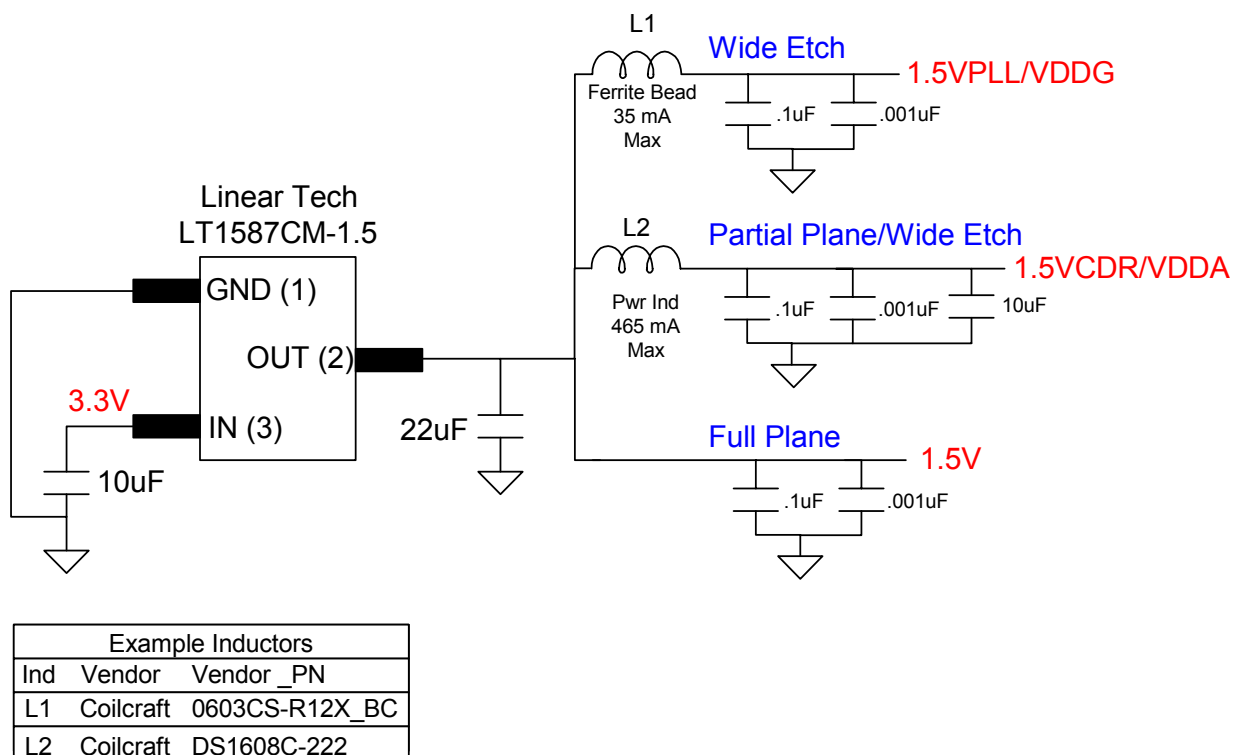 L1
Wide Etch
1.5VPLL/VDDG
Ferrite Bead
35 mA
Max
.1uF
.001uF
Linear Tech
LT1587CM-1.5
L2
Partial Plane/Wide Etch
1.5VCDR/VDDA
GND (1)
Pwr Ind
465 mA
Max
.1uF
.001uF
10uF
OUT (2)
3.3V
IN (3)
22uF
Full Plane
1.5V
10uF
.1uF
.001uF
Example Inductors
Ind Vendor Vendor _PN
L1 Coilcraft 0603CS-R12X_BC
L2 Coilcraft DS1608C-222